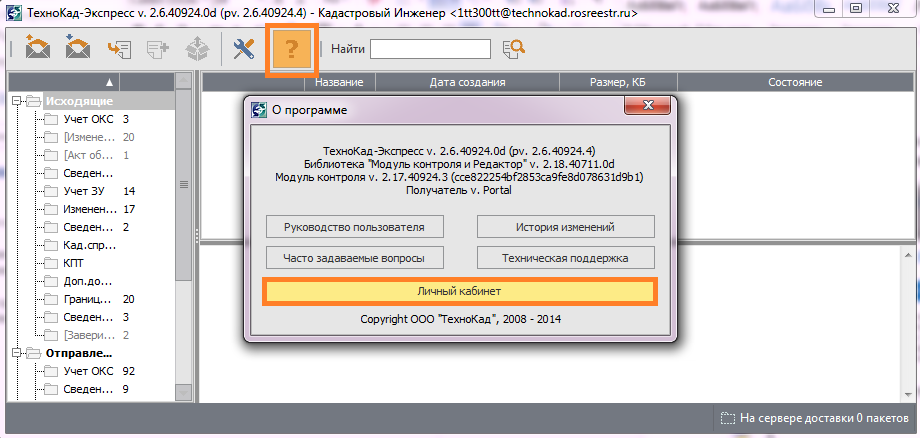 ТехноКад-Экспресс v. 2.6.40924.0d (pv. 2.6.40924.4) - Кадастровый Инженер <1tt300tt@technokad.rosreestr.ru>
? Найти
Название Дата создания Размер, КБ Состояние
Исходящие
Учет ОКС 3
[Измене... 20
[Акт об... 1
Сведен...
Учет ЗУ 14
Изменен... 17
Сведен... 2
Кад.спр...
КПТ
Доп.до...
Границ... 20
Сведен... 3
[Завери... 2
Отправле...
Учет ОКС 92
Сведен... 9
О программе
ТехноКад-Экспресс v. 2.6.40924.0d (pv. 2.6.40924.4)
Библиотека "Модуль контроля и Редактор" v. 2.18.40711.0d
Модуль контроля v. 2.17.40924.3 (cce822254bf2853ca9fe8d078631d9b1)
Получатель v. Portal
Руководство пользователя История изменений
Часто задаваемые вопросы Техническая поддержка
Личный кабинет
Copyright ООО "ТехноКад", 2008 - 2014
На сервере доставки 0 пакетов